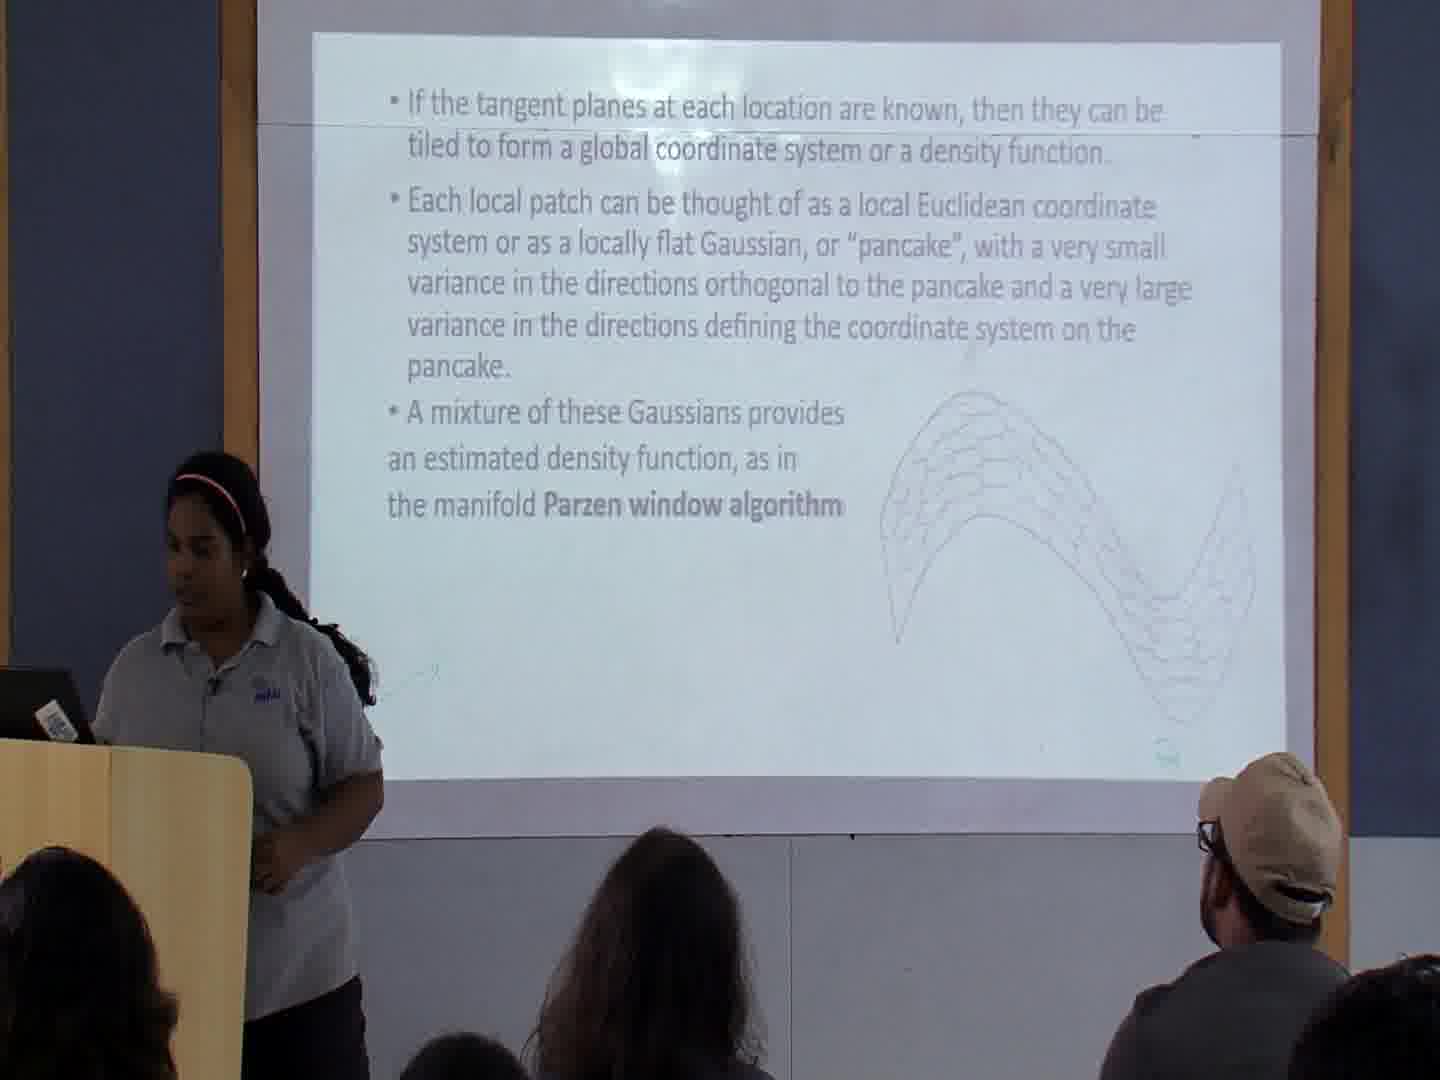 • If the tangent planes at each location are known, then they can be
tiled to form a global coordinate system or a density function.
• Each local patch can be thought of as a local Euclidean coordinate
system or as a locally flat Gaussian, or “pancake”, with a very small
variance in the directions orthogonal to the pancake and a very large
variance in the directions defining the coordinate system on the
pancake.
• A mixture of these Gaussians provides
an estimated density function, as in
the manifold Parzen window algorithm